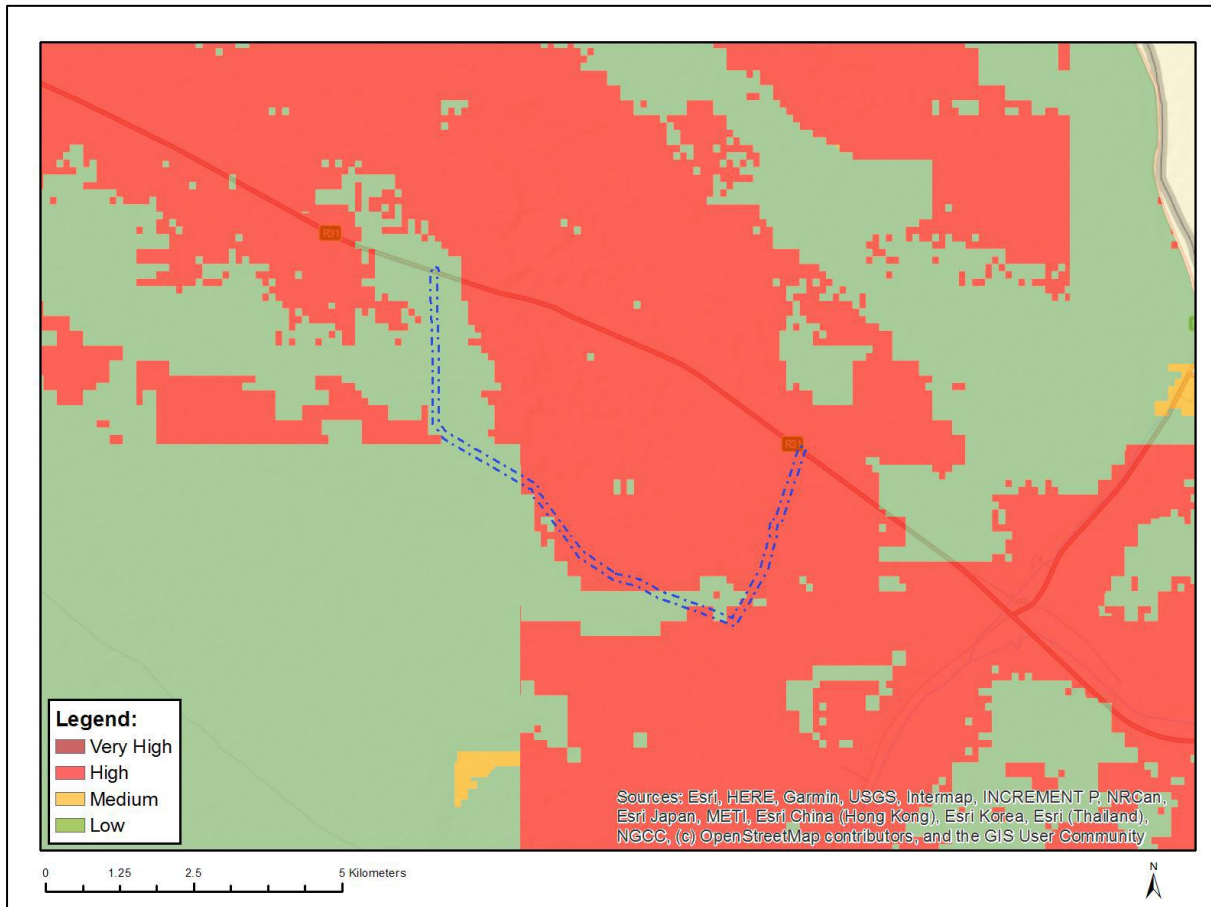 R31
R31
Legend:
Very High
High
Medium
Low
Sources: Esri, HERE, Garmin, USGS, Intermap, INCREMENT P, NRCan,
Esri Japan, METI, Esri China (Hong Kong), Esri Korea, Esri (Thailand),
NGCC, (c) OpenStreetMap contributors, and the GIS User Community
0 1.25 2.5 5 Kilometers
N